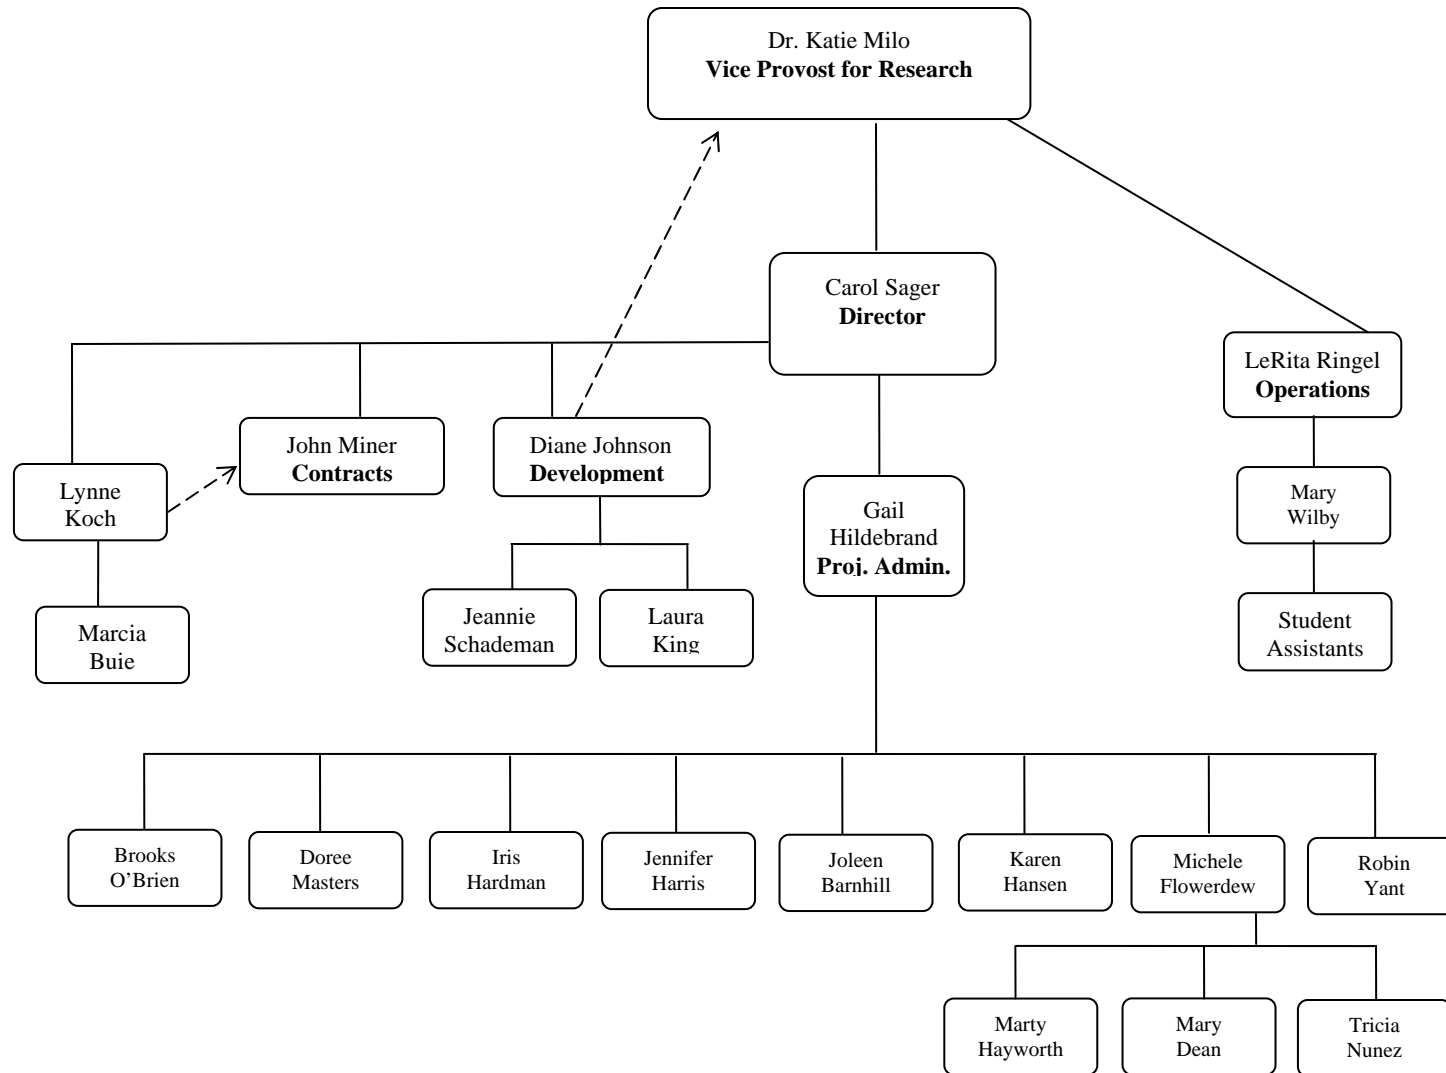 Dr. Katie Milo
Vice Provost for Research
Carol Sager
Director
LeRita Ringel
Operations
John Miner
Contracts
Diane Johnson
Development
Lynne
Koch
Gail
Hildebrand
Proj. Admin.
Mary
Wilby
Marcia
Buie
Jeannie
Schademan
Laura
King
Student
Assistants
Brooks
O’Brien
Doree
Masters
Iris
Hardman
Jennifer
Harris
Joleen
Barnhill
Karen
Hansen
Michele
Flowerdew
Robin
Yant
Marty
Hayworth
Mary
Dean
Tricia
Nunez